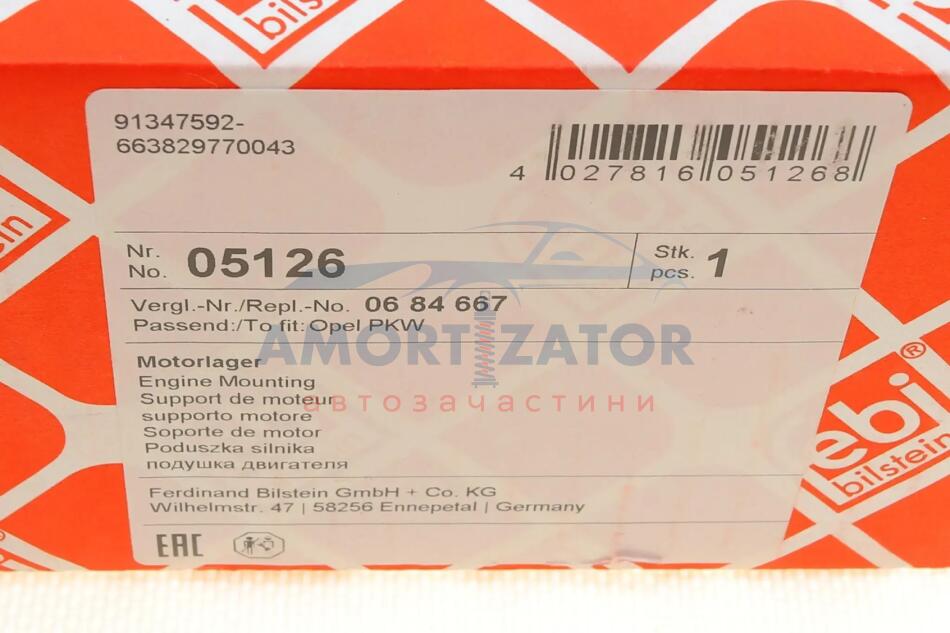 bilstein
91347592-
663829770043
4 027816 051268
Nr.
No. 05126
Stk.
pcs. 1
Vergl.-Nr./Repl.-No. 06 84 667
Passend:/To fit: Opel PKW
AMORTIZATOR
Motorlager
Engine Mounting
Support de moteur
автозачастини
supporto motore
Soporte de motor
Poduszka silnika
подушка двигателя
Ferdinand Bilstein GmbH + Co. KG
Wilhelmstr. 47 | 58256 Ennepetal | Germany
EAC
febi®
bilstein